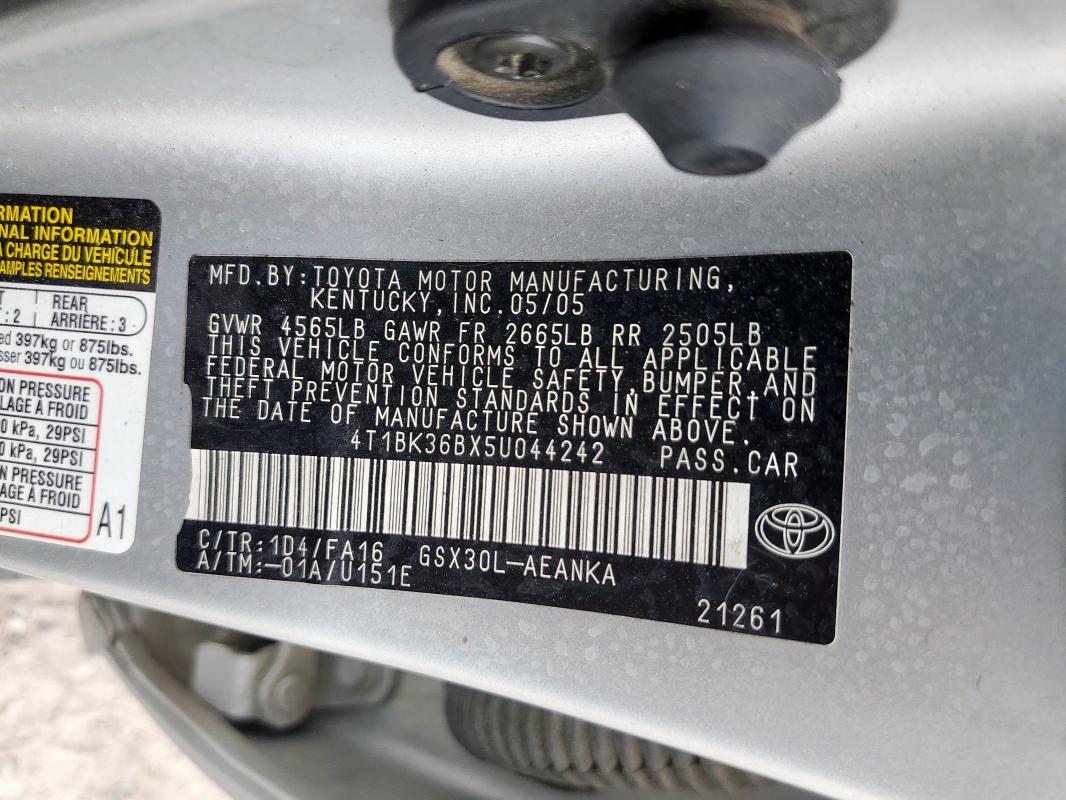 RMATION
NAL INFORMATION
A CHARGE DU VÉHICULE
AMPLES RENSEIGNEMENTS
REAR
: 2 ARRIÈRE : 3
ed 397kg or 875lbs.
sser 397kg ou 875lbs.
ON PRESSURE
LAGE À FROID
0 kPa, 29PSI
0 kPa, 29PSI
ON PRESSURE
LAGE À FROID
PSI
A1
MFD.BY:TOYOTA MOTOR MANUFACTURING,
KENTUCKY,INC.05/05
GVWR 4565LB GAWR FR 2665LB RR 2505LB
THIS VEHICLE CONFORMS TO ALL APPLICABLE
FEDERAL MOTOR VEHICLE SAFETY,BUMPER,AND
THEFT PREVENTION STANDARDS IN EFFECT ON
THE DATE OF MANUFACTURE SHOWN ABOVE.
4T1BK36BX5U044242 PASS.CAR
C/TR:1D4/FA16 GSX30L-AEANKA
A/TM:-01A/U151E
21261